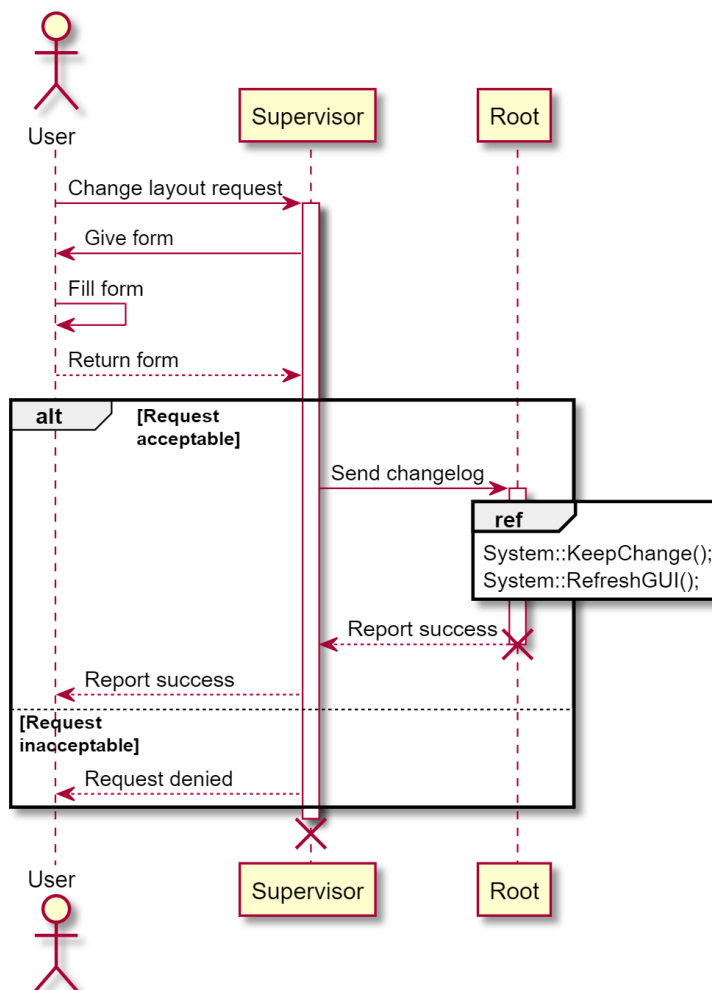 User
Supervisor
Root
Change layout request
Give form
Fill form
Return form
alt
[Request
acceptable]
Send changelog
ref
System::KeepChange();
System::RefreshGUI();
Report success
Report success
[Request
inacceptable]
Request denied
User
Supervisor
Root